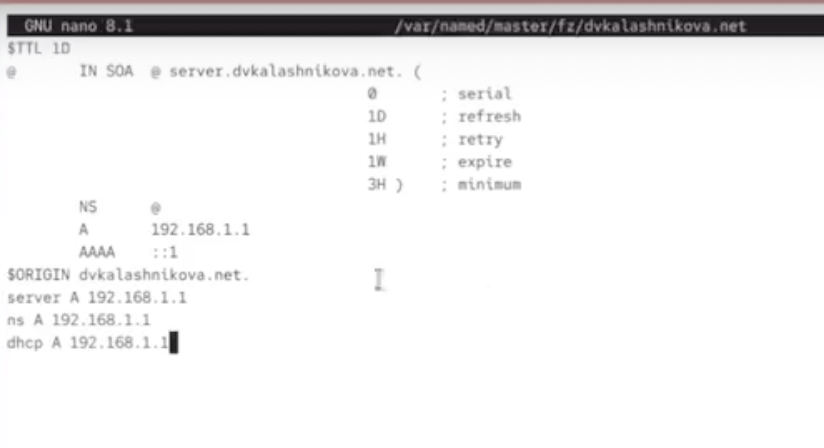 GNU nano 8.1 /var/named/master/fz/dvkalashnikova.net
$TTL 1D
@ IN SOA @ server.dvkalashnikova.net. (
0 ; serial
1D ; refresh
1H ; retry
1W ; expire
3H ) ; minimum
NS @
A 192.168.1.1
AAAA ::1
$ORIGIN dvkalashnikova.net.
server A 192.168.1.1
ns A 192.168.1.1
dhcp A 192.168.1.1